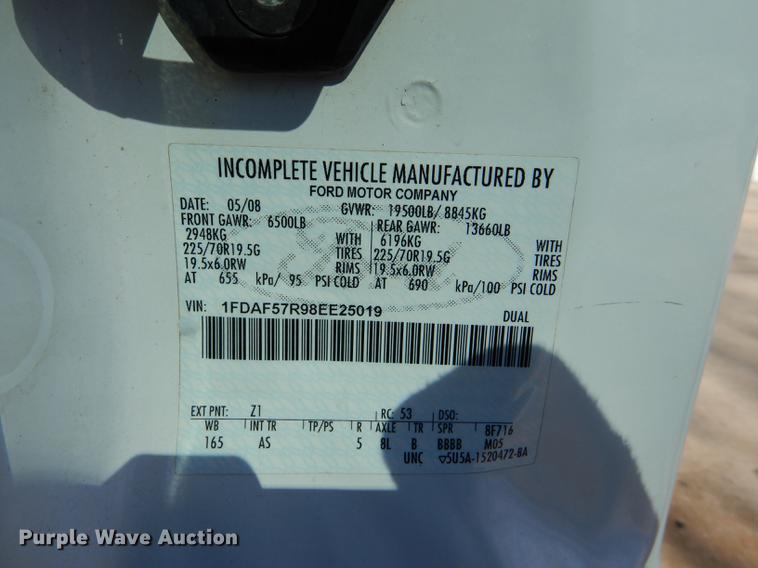 INCOMPLETE VEHICLE MANUFACTURED BY
FORD MOTOR COMPANY
DATE: 05/08 GVWR: 19500LB/ 8845KG
FRONT GAWR: 6500LB REAR GAWR: 13660LB
2948KG WITH 6196KG WITH
225/70R19.5G TIRES 225/70R19.5G TIRES
19.5x6.0RW RIMS 19.5x6.0RW RIMS
AT 655 kPa/ 95 PSI COLD AT 690 kPa/100 PSI COLD
VIN: 1FDAF57R98EE25019 DUAL
EXT PNT: Z1 RC: 53 DSO:
WB INT TR TP/PS R AXLE TR SPR 8F716
165 AS 5 8L B BBBB M05
UNC ▽5U5A-1520472-BA
Purple Wave Auction